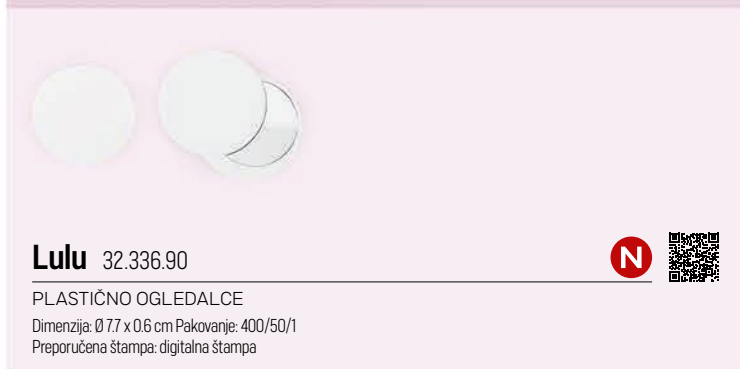 Lulu 32.336.90
N
PLASTIČNO OGLEDALCE
Dimenzija: Ø 7.7 x 0.6 cm Pakovanje: 400/50/1
Preporučena štampa: digitalna štampa